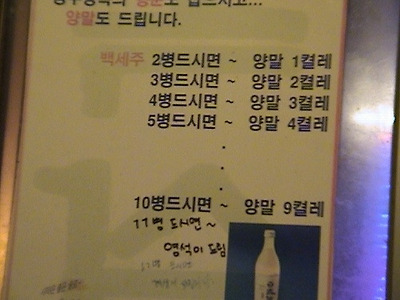 양말도 드립니다.
백세주 2병드시면 ~ 양말 1켤레
3병드시면 ~ 양말 2켤레
4병드시면 ~ 양말 3켤레
5병드시면 ~ 양말 4켤레
.
.
.
10병드시면 ~ 양말 9켤레
11병 드시면 ~
영석이 드림